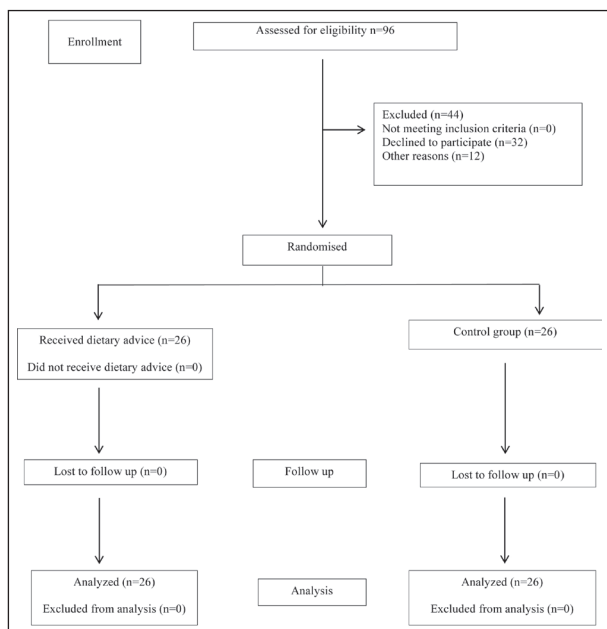 Enrollment
Assessed for eligibility n=96
Excluded (n=44)
Not meeting inclusion criteria (n=0)
Declined to participate (n=32)
Other reasons (n=12)
Randomised
Received dietary advice (n=26)
Did not receive dietary advice (n=0)
Control group (n=26)
Lost to follow up (n=0)
Follow up
Lost to follow up (n=0)
Analyzed (n=26)
Excluded from analysis (n=0)
Analysis
Analyzed (n=26)
Excluded from analysis (n=0)